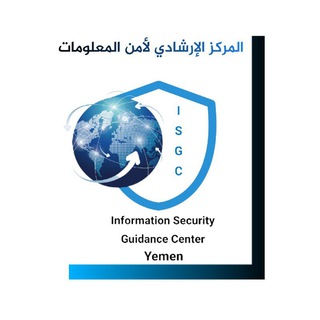 المركز الإرشادي لأمن المعلومات
I
S
G
C
Information Security
Guidance Center
Yemen